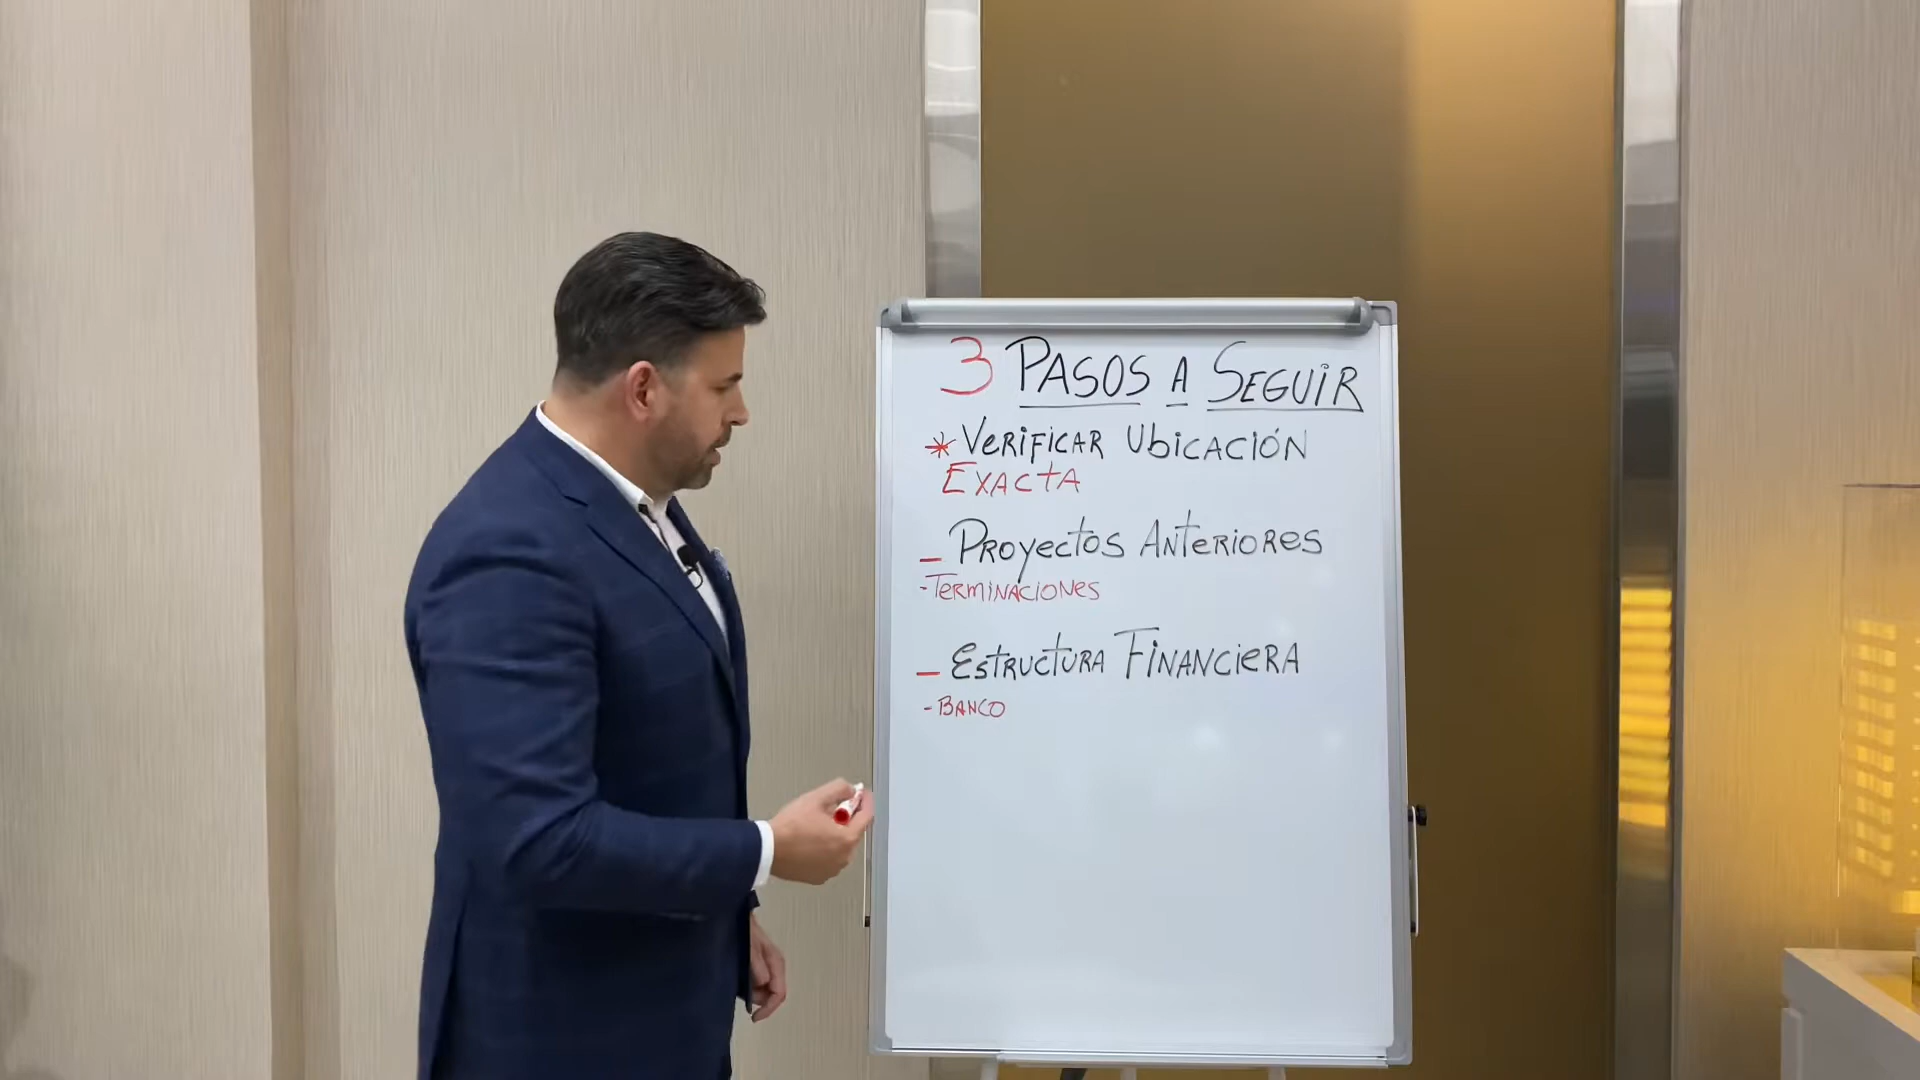 3 PASOS A SEGUIR
* VERIFICAR UBICACIÓN
EXACTA
- PROYECTOS ANTERIORES
- TERMINACIONES
- ESTRUCTURA FINANCIERA
- BANCO